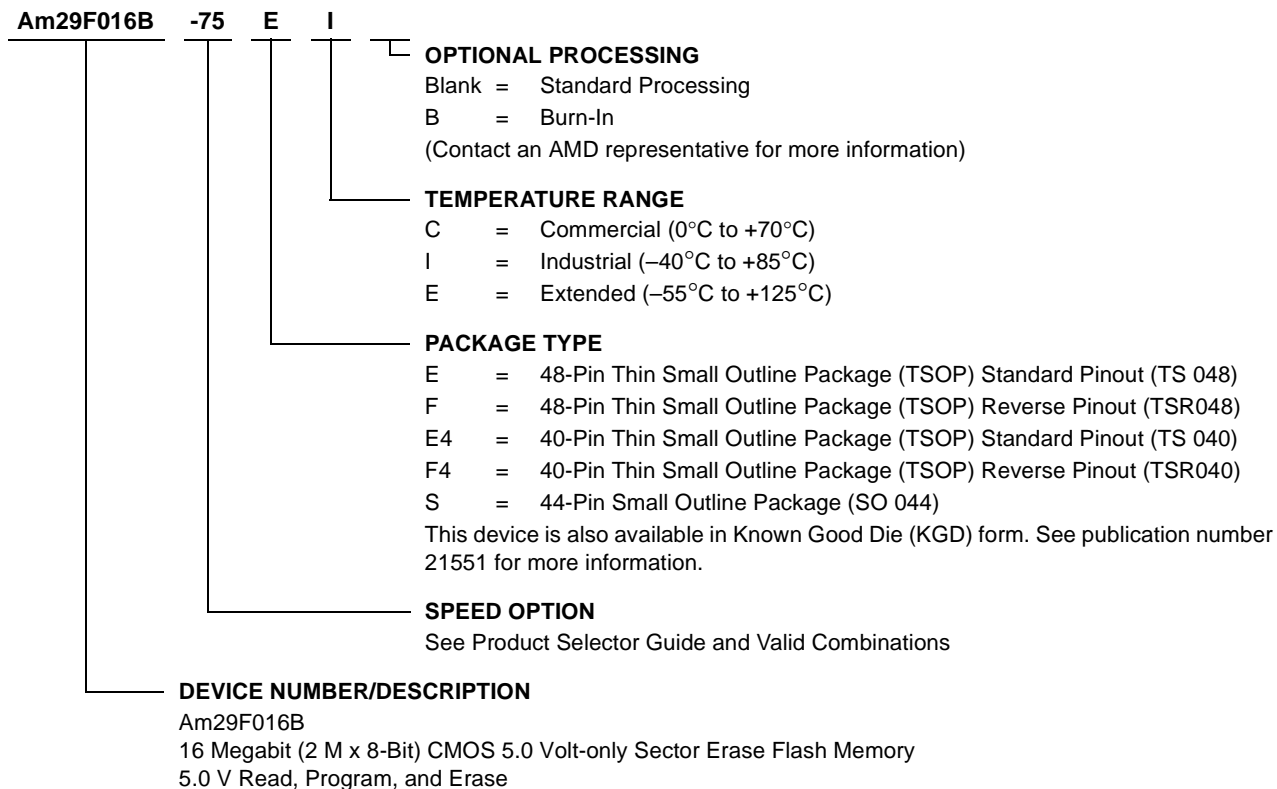 Am29F016B -75 E I
OPTIONAL PROCESSING
Blank = Standard Processing
B = Burn-In
(Contact an AMD representative for more information)
TEMPERATURE RANGE
C = Commercial (0°C to +70°C)
I = Industrial (–40°C to +85°C)
E = Extended (–55°C to +125°C)
PACKAGE TYPE
E = 48-Pin Thin Small Outline Package (TSOP) Standard Pinout (TS 048)
F = 48-Pin Thin Small Outline Package (TSOP) Reverse Pinout (TSR048)
E4 = 40-Pin Thin Small Outline Package (TSOP) Standard Pinout (TS 040)
F4 = 40-Pin Thin Small Outline Package (TSOP) Reverse Pinout (TSR040)
S = 44-Pin Small Outline Package (SO 044)
This device is also available in Known Good Die (KGD) form. See publication number
21551 for more information.
SPEED OPTION
See Product Selector Guide and Valid Combinations
DEVICE NUMBER/DESCRIPTION
Am29F016B
16 Megabit (2 M x 8-Bit) CMOS 5.0 Volt-only Sector Erase Flash Memory
5.0 V Read, Program, and Erase